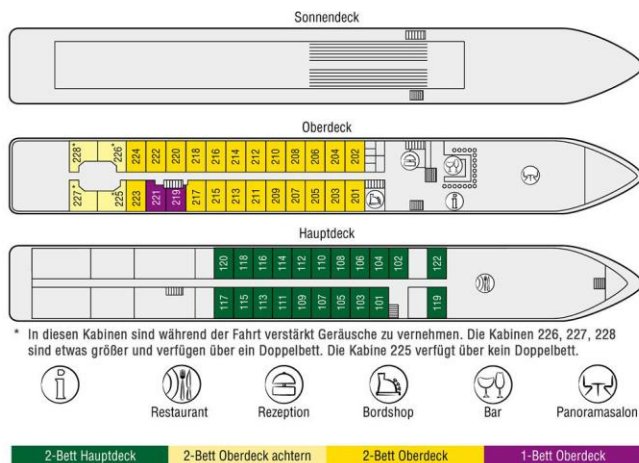 Sonnendeck
Oberdeck
228* 226* 224 222 220 218 216 214 212 210 208 206 204 202
227* 225* 223 221 219 217 215 213 211 209 207 205 203 201
Hauptdeck
120 118 116 114 112 110 108 106 104 102 122
117 115 113 111 109 107 105 103 101 119
* In diesen Kabinen sind während der Fahrt verstärkt Geräusche zu vernehmen. Die Kabinen 226, 227, 228
sind etwas größer und verfügen über ein Doppelbett. Die Kabine 225 verfügt über kein Doppelbett.
i
Restaurant Rezeption Bordshop Bar Panoramasalon
2-Bett Hauptdeck 2-Bett Oberdeck achtern 2-Bett Oberdeck 1-Bett Oberdeck